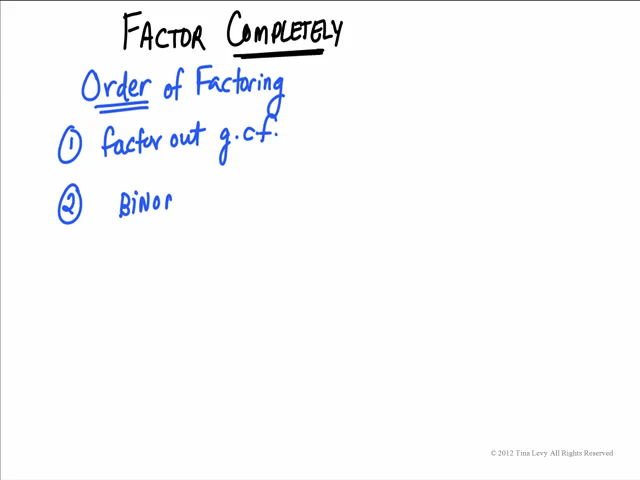 FACTOR COMPLETELY
Order of Factoring
① factor out g.c.f.
② BiNor
© 2012 Tina Levy All Rights Reserved